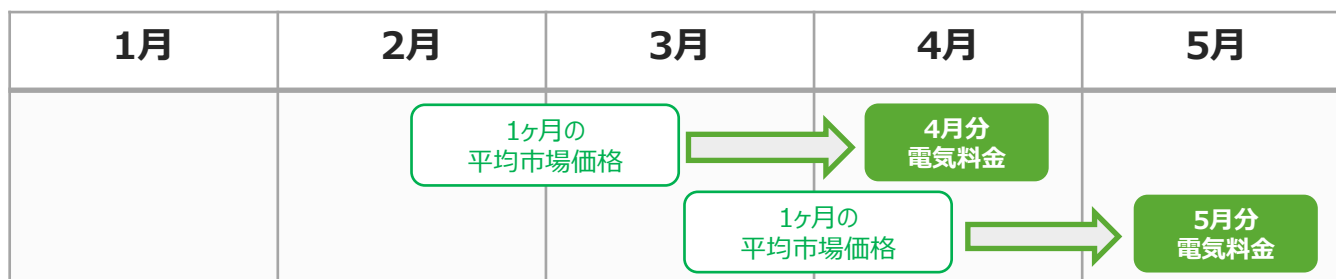 1月
2月
3月
4月
5月
1ヶ月の
平均市場価格
4月分
電気料金
1ヶ月の
平均市場価格
5月分
電気料金